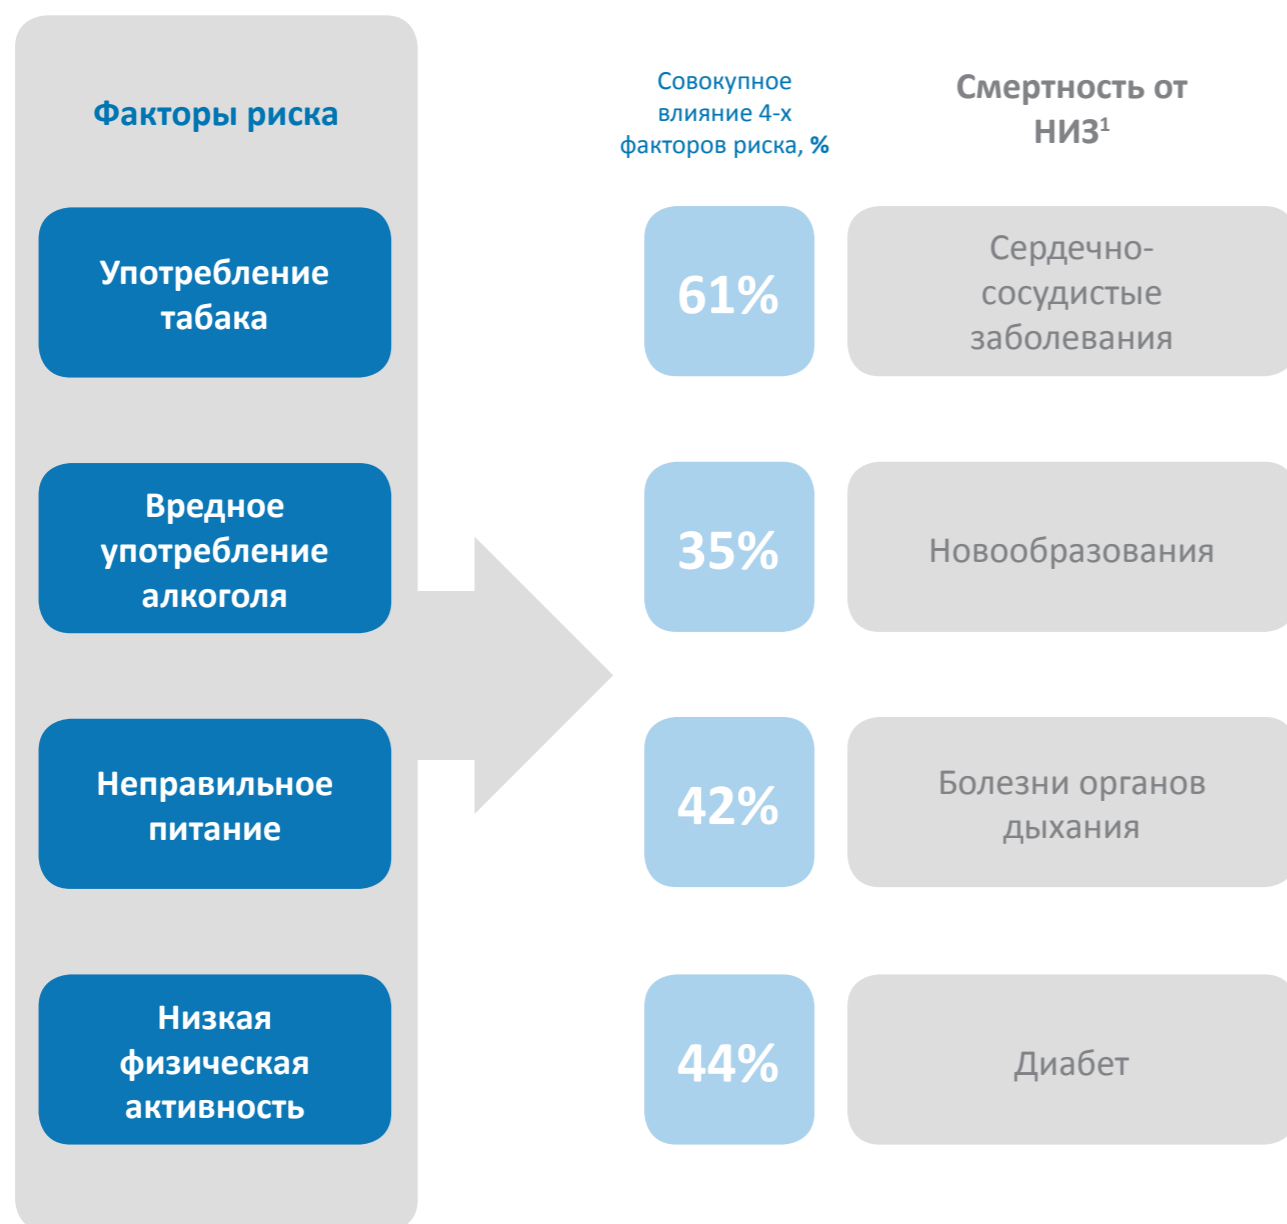 Факторы риска
Употребление
табака
Вредное
употребление
алкоголя
Неправильное
питание
Низкая
физическая
активность
Совокупное
влияние 4-х
факторов риска, %
61%
35%
42%
44%
Смертность от
НИЗ¹
Сердечно-
сосудистые
заболевания
Новообразования
Болезни органов
дыхания
Диабет